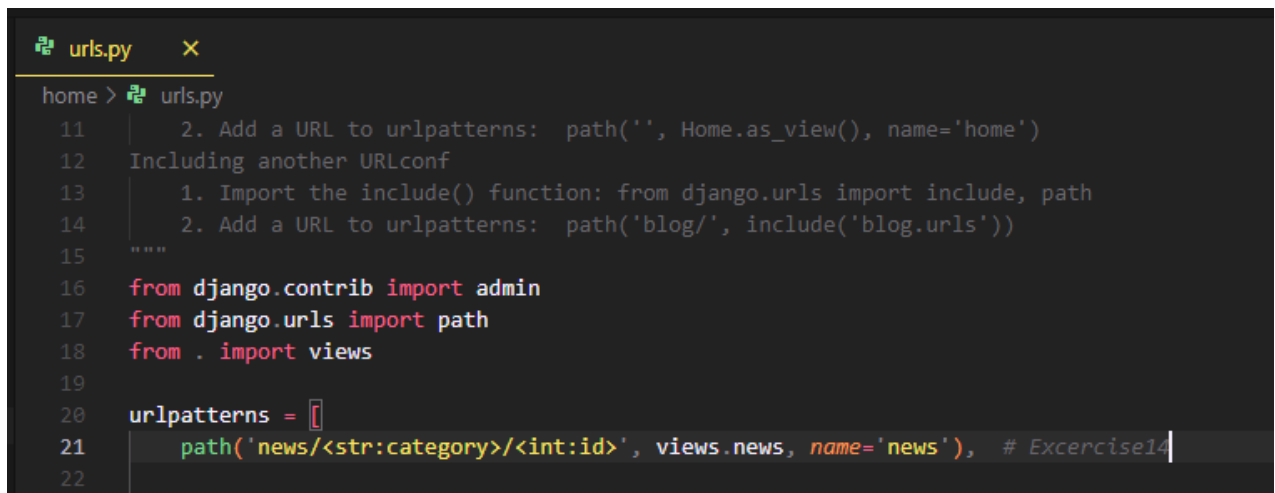 urls.py ×
home > urls.py
11 2. Add a URL to urlpatterns:  path('', Home.as_view(), name='home')
12 Including another URLconf
13 1. Import the include() function: from django.urls import include, path
14 2. Add a URL to urlpatterns:  path('blog/', include('blog.urls'))
15 """
16 from django.contrib import admin
17 from django.urls import path
18 from . import views
19
20 urlpatterns = [
21 path('news/<str:category>/<int:id>', views.news, name='news'),  # Excercise14
22